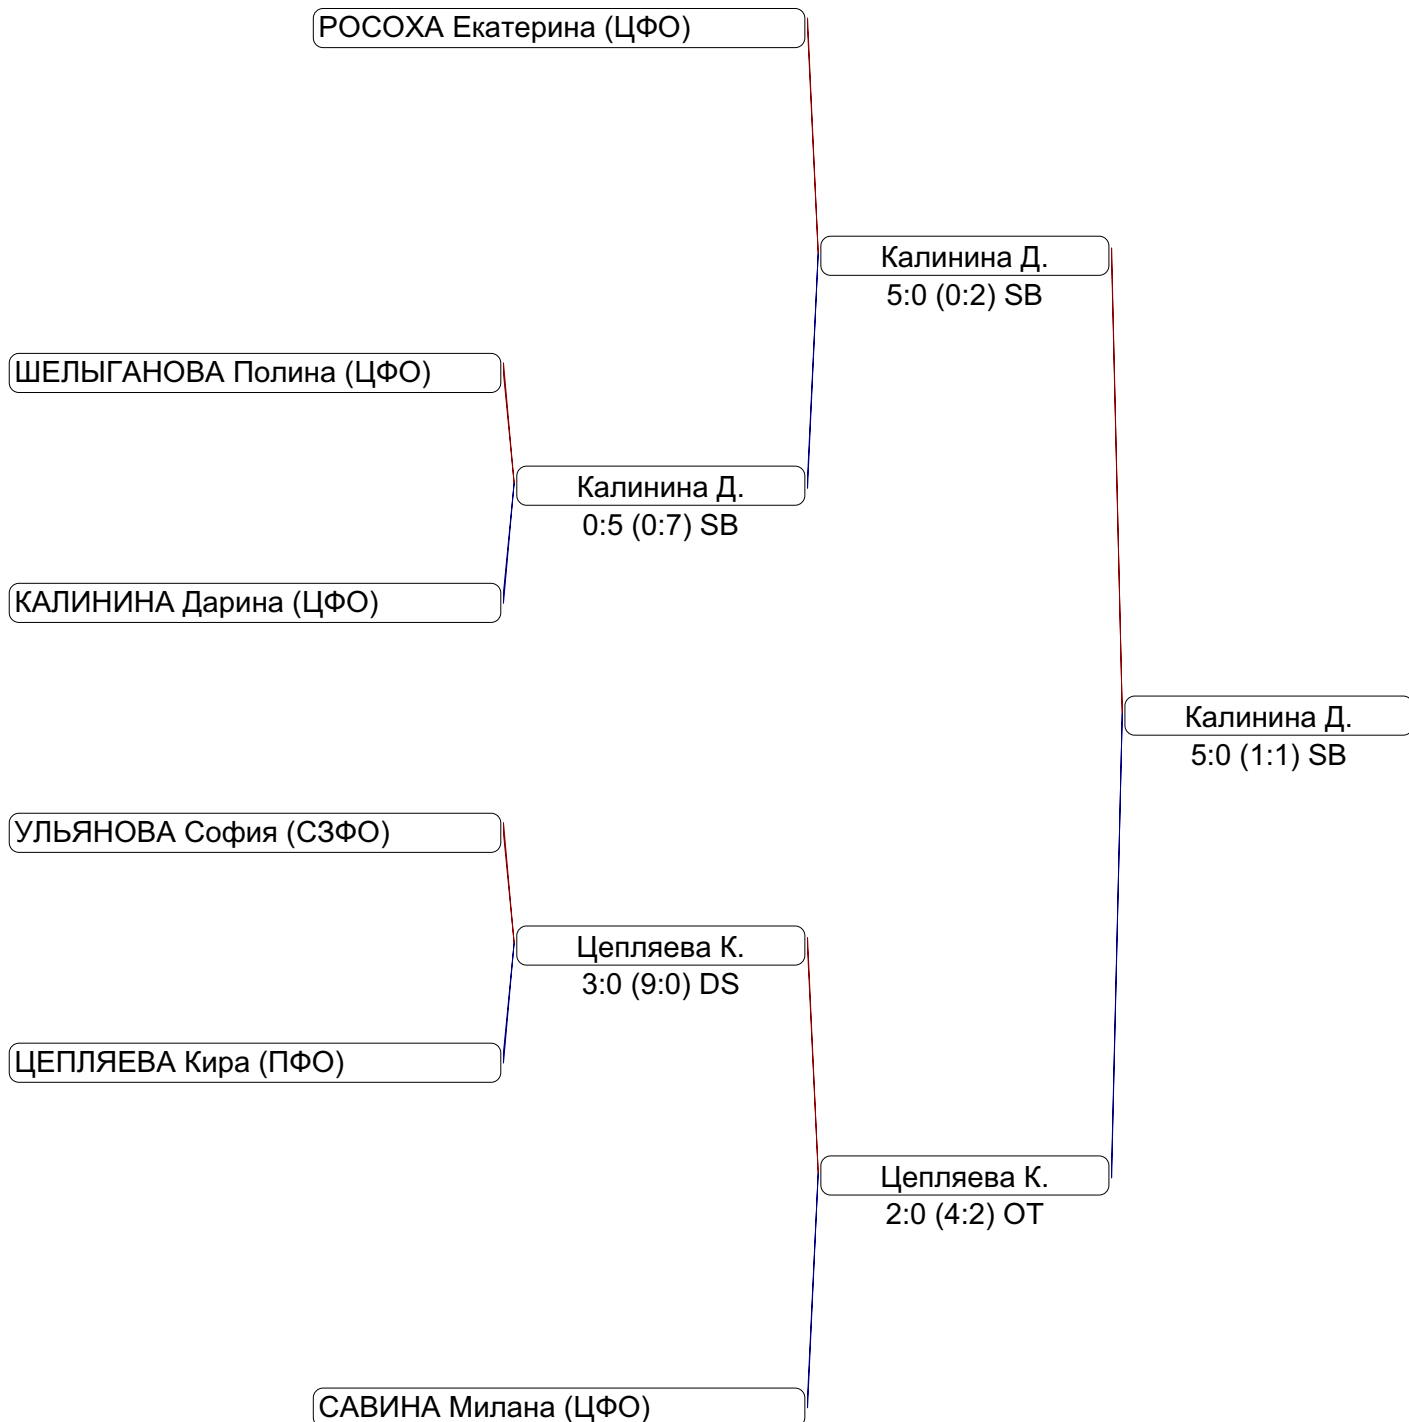 РОСОХА Екатерина (ЦФО)
Калинина Д.
5:0 (0:2) SB
ШЕЛЫГАНОВА Полина (ЦФО)
Калинина Д.
0:5 (0:7) SB
КАЛИНИНА Дарина (ЦФО)
Калинина Д.
5:0 (1:1) SB
УЛЬЯНОВА София (СЗФО)
Цепляева К.
3:0 (9:0) DS
ЦЕПЛЯЕВА Кира (ПФО)
Цепляева К.
2:0 (4:2) OT
САВИНА Милана (ЦФО)